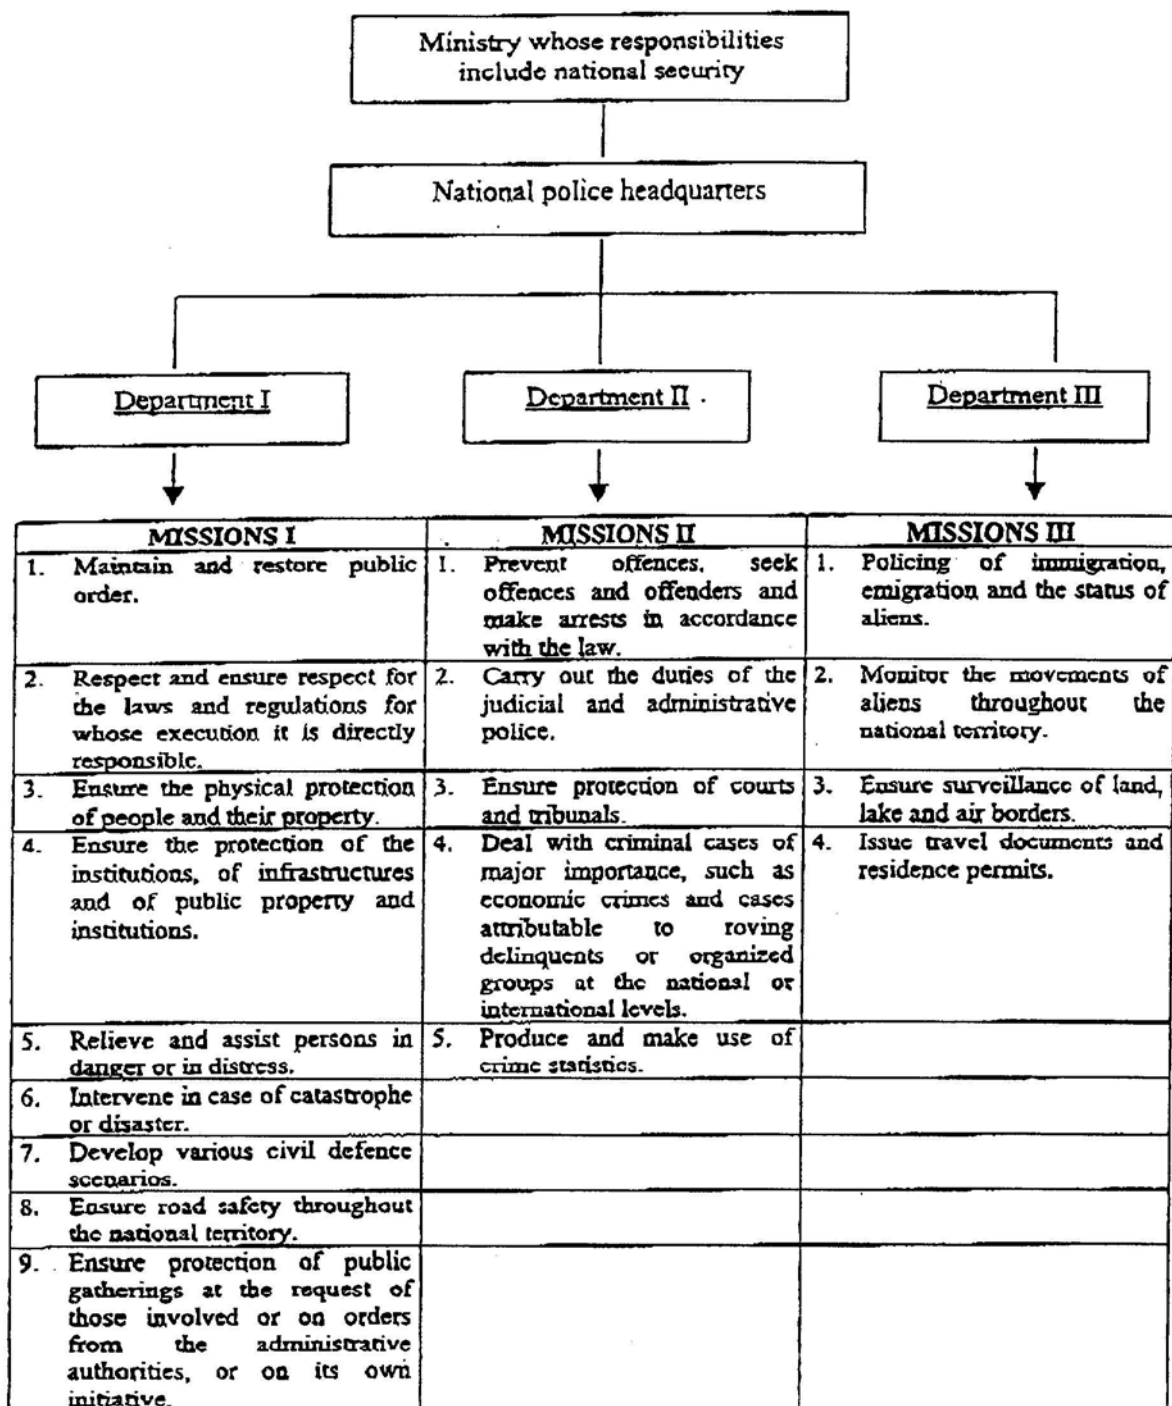 Ministry whose responsibilities
include national security
National police headquarters
Department I
Department II
Department III
MISSIONS I
1. Maintain and restore public
order.
2. Respect and ensure respect for
the laws and regulations for
whose execution it is directly
responsible.
3. Ensure the physical protection
of people and their property.
4. Ensure the protection of the
institutions, of infrastructures
and of public property and
institutions.
5. Relieve and assist persons in
danger or in distress.
6. Intervene in case of catastrophe
or disaster.
7. Develop various civil defence
scenarios.
8. Ensure road safety throughout
the national territory.
9. Ensure protection of public
gatherings at the request of
those involved or on orders
from the administrative
authorities, or on its own
initiative.
MISSIONS II
1. Prevent offences, seek
offences and offenders and
make arrests in accordance
with the law.
2. Carry out the duties of the
judicial and administrative
police.
3. Ensure protection of courts
and tribunals.
4. Deal with criminal cases of
major importance, such as
economic crimes and cases
attributable to roving
delinquents or organized
groups at the national or
international levels.
5. Produce and make use of
crime statistics.
MISSIONS III
1. Policing of immigration,
emigration and the status of
aliens.
2. Monitor the movements of
aliens throughout the
national territory.
3. Ensure surveillance of land,
lake and air borders.
4. Issue travel documents and
residence permits.